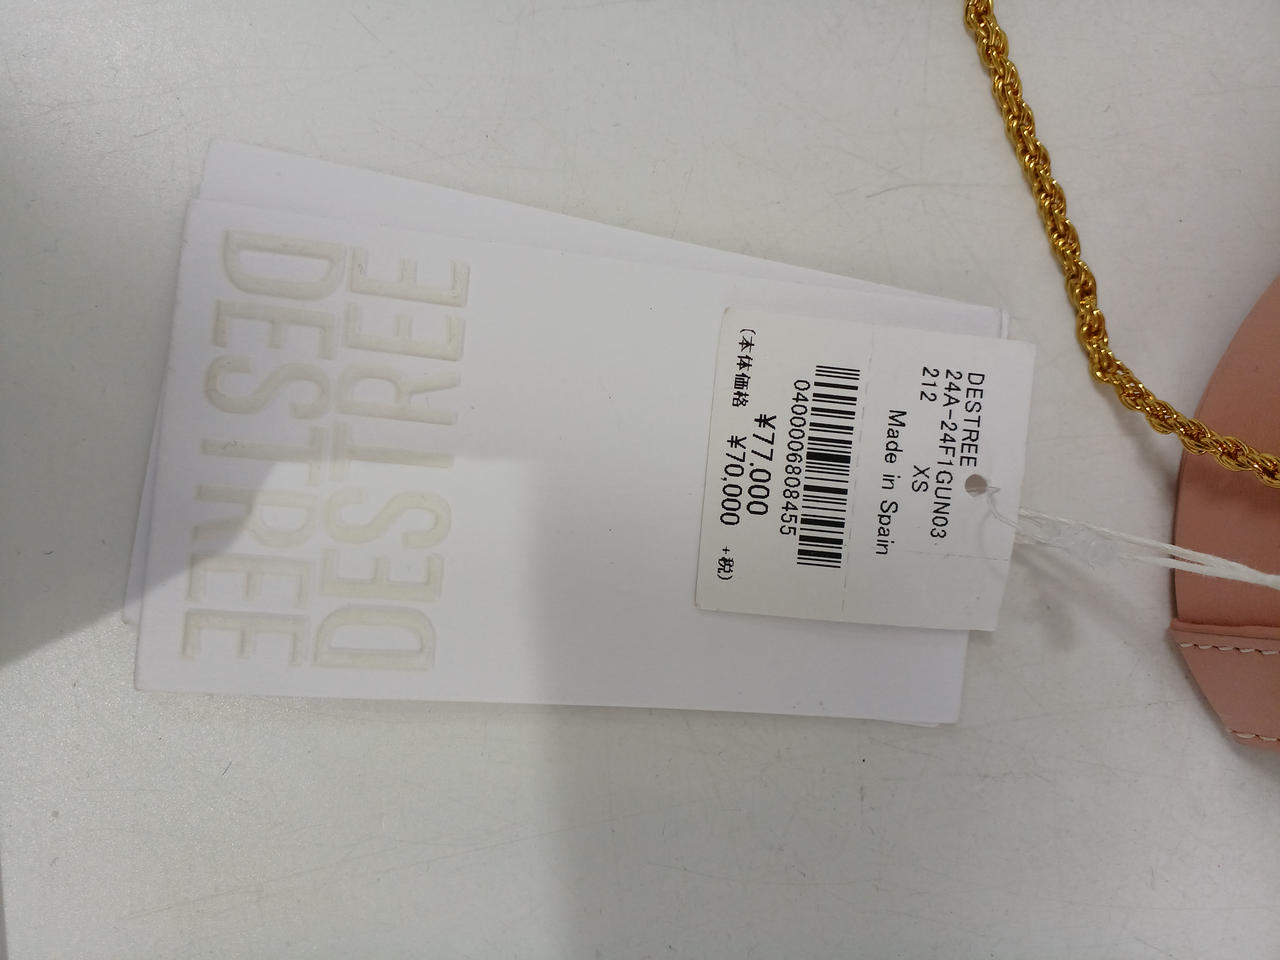 DESTREE
DESTREE
DESTREE
24A-24F1GUN03
212 XS
Made in Spain
0400006808455
¥77,000
(本体価格 ¥70,000 +税)